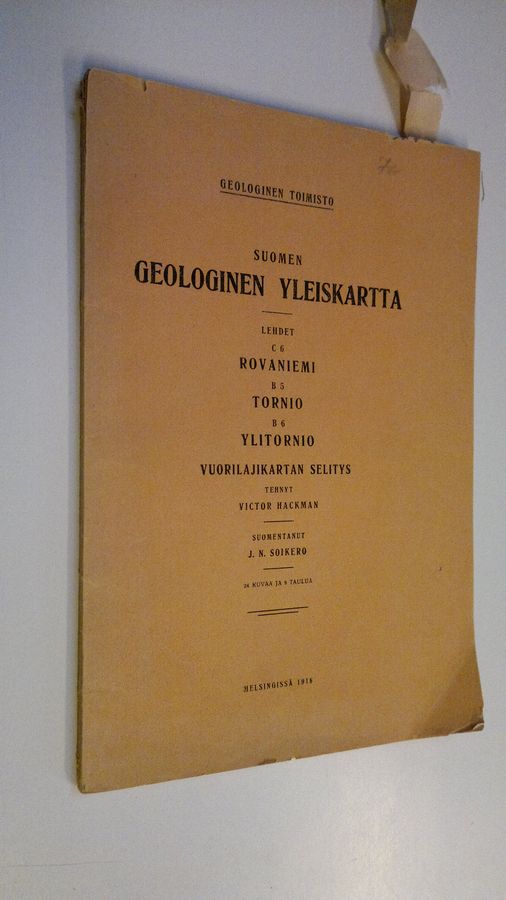 GEOLOGINEN TOIMISTO
SUOMEN
GEOLOGINEN YLEISKARTTA
LEHDET
C 6
ROVANIEMI
B 5
TORNIO
B 6
YLITORNIO
VUORILAJIKARTAN SELITYS
TEHNYT
VICTOR HACKMAN
SUOMENTANUT
J. N. SOIKERO
24 KUVAA JA 9 TAULUA
HELSINGISSÄ 1918